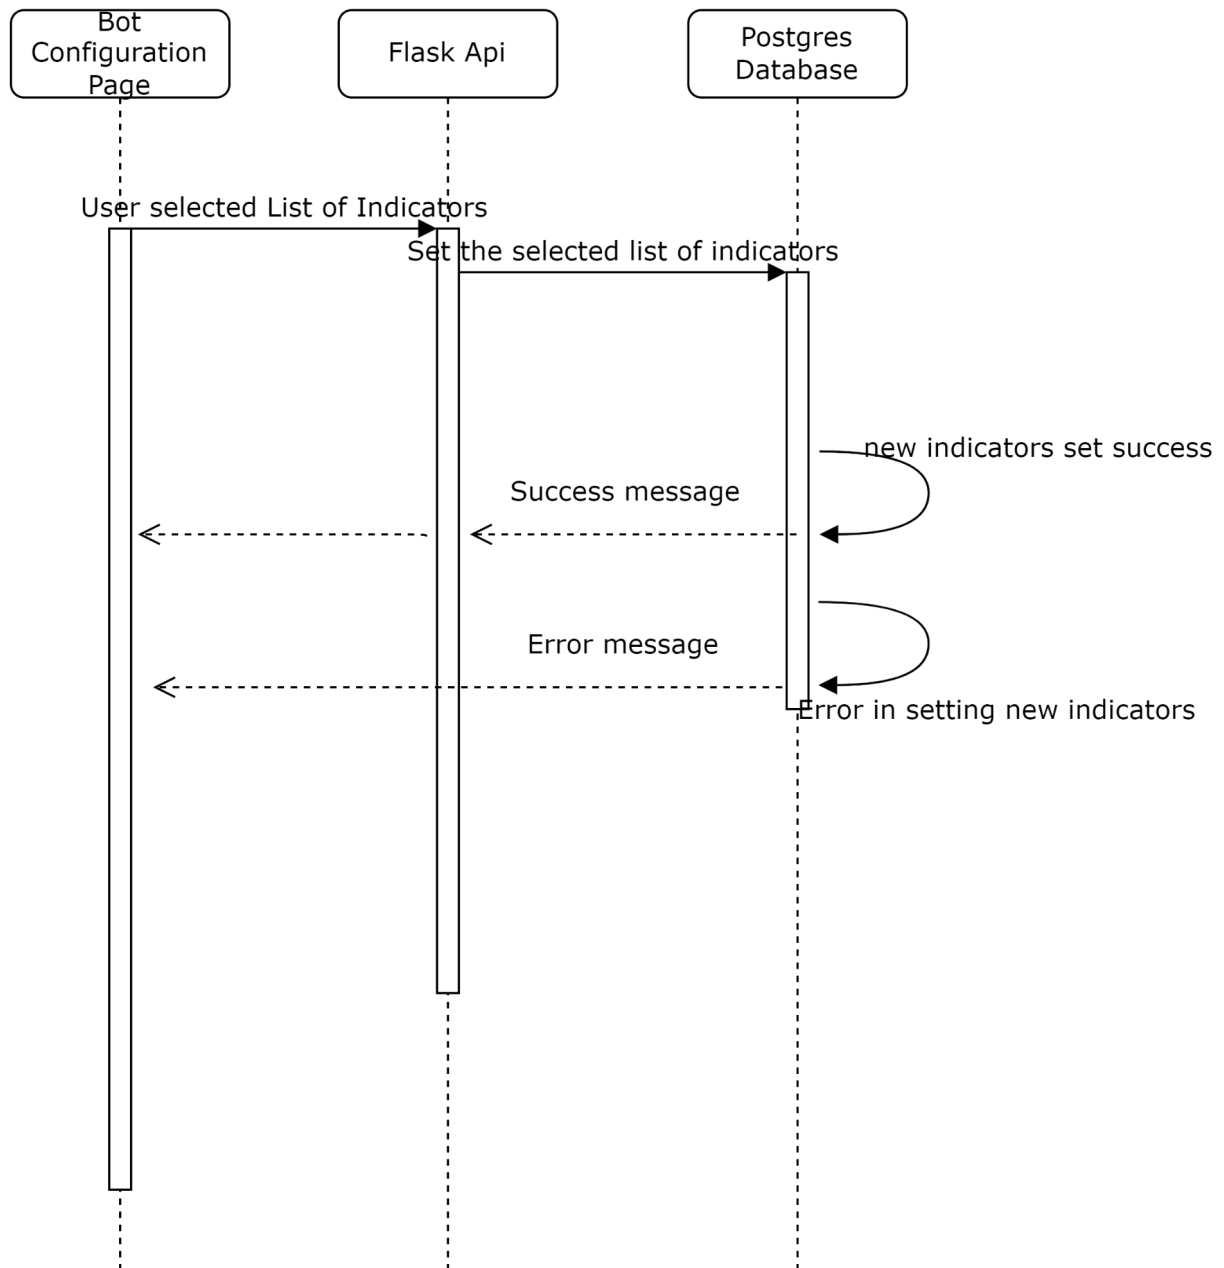 Bot
Configuration
Page
Flask Api
Postgres
Database
User selected List of Indicators
Set the selected list of indicators
new indicators set success
Success message
Error message
Error in setting new indicators